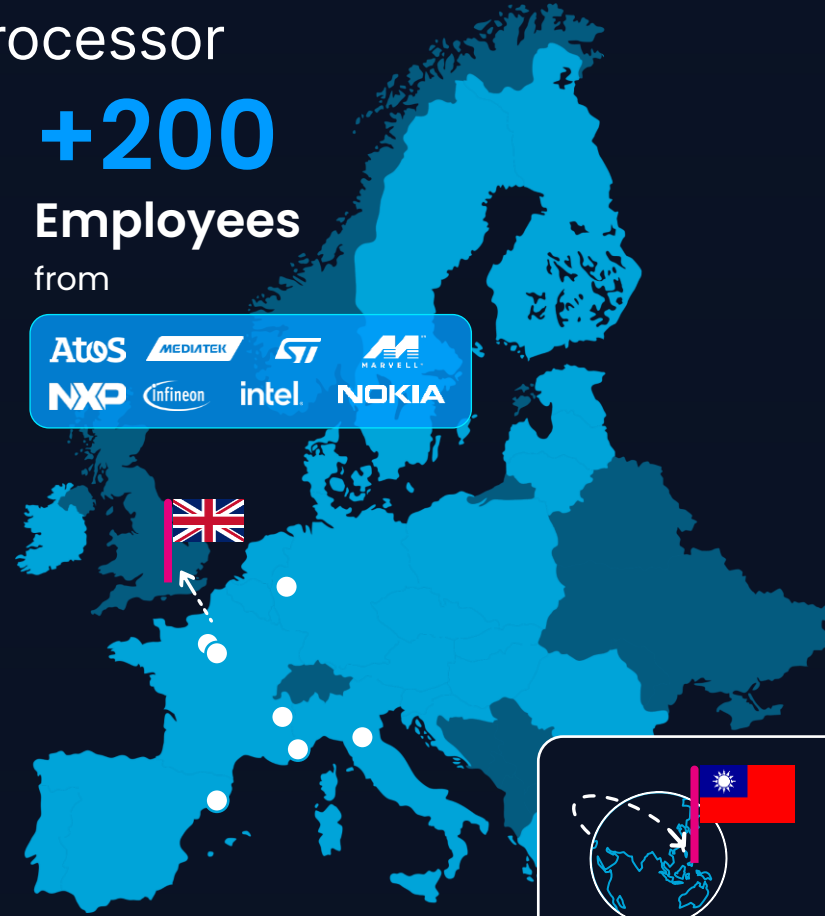 rocessor
+200
Employees
from
Atos MEDIATEK ST MARVELL
NXP infineon intel. NOKIA